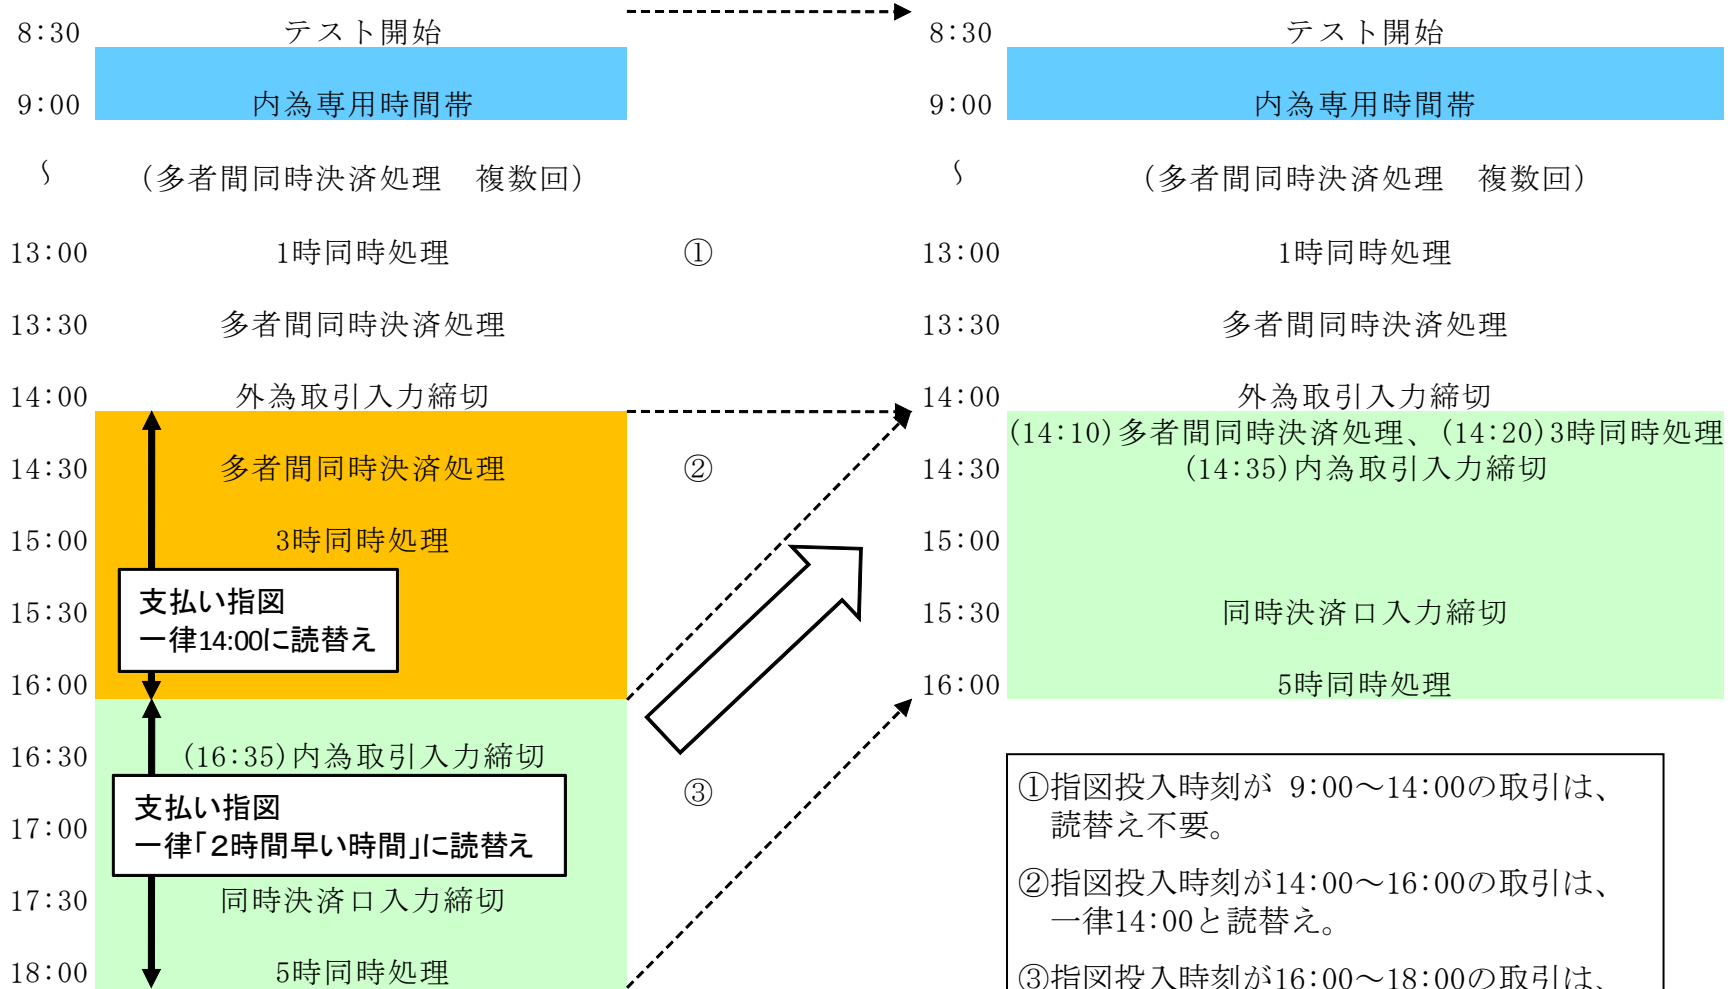 8:30 テスト開始
9:00 内為専用時間帯
～ （多者間同時決済処理　複数回）
13:00 1時同時処理
13:30 多者間同時決済処理
14:00 外為取引入力締切
14:30 多者間同時決済処理
15:00 3時同時処理
15:30
支払い指図
一律14:00に読替え
16:00
16:30 (16:35)内為取引入力締切
支払い指図
一律「２時間早い時間」に読替え
17:00
17:30 同時決済口入力締切
18:00 5時同時処理
①
②
③
8:30 テスト開始
9:00 内為専用時間帯
～ （多者間同時決済処理　複数回）
13:00 1時同時処理
13:30 多者間同時決済処理
14:00 外為取引入力締切
(14:10)多者間同時決済処理、(14:20)3時同時処理
14:30 (14:35)内為取引入力締切
15:00
15:30 同時決済口入力締切
16:00 5時同時処理
①指図投入時刻が 9:00～14:00の取引は、
読替え不要。
②指図投入時刻が14:00～16:00の取引は、
一律14:00と読替え。
③指図投入時刻が16:00～18:00の取引は、